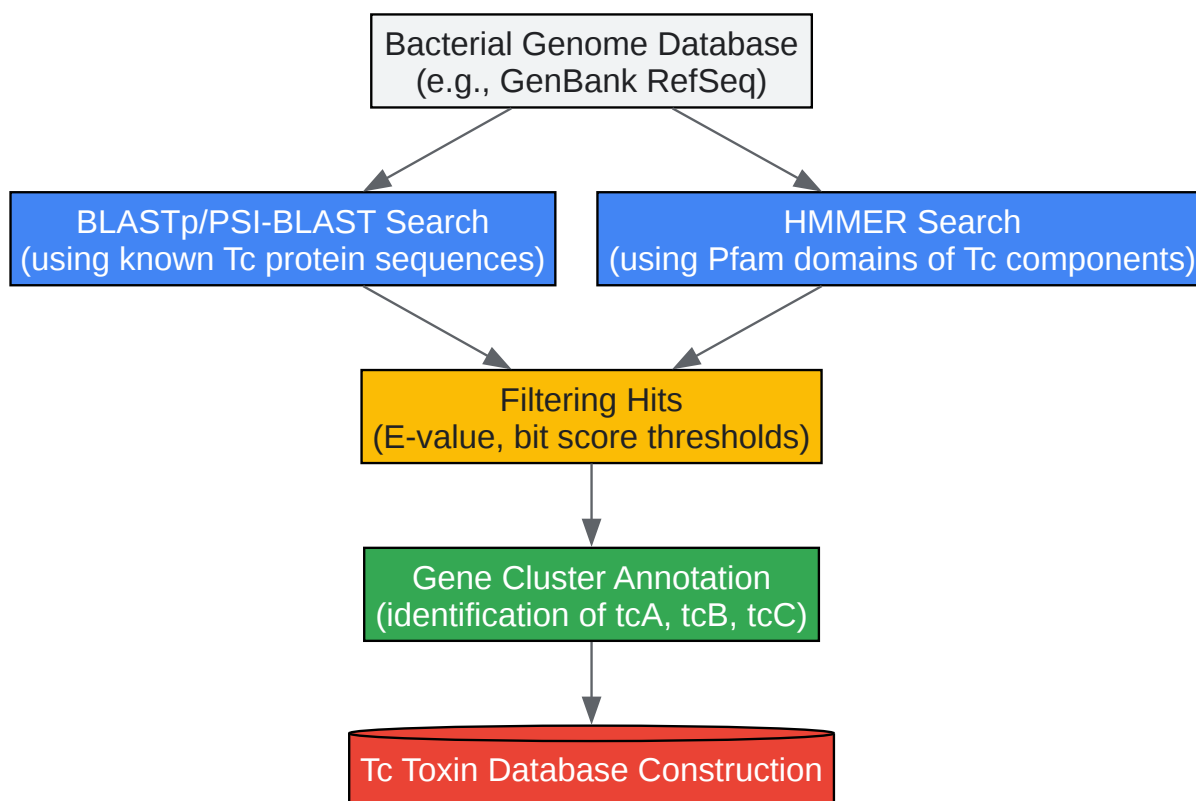 Bacterial Genome Database
(e.g., GenBank RefSeq)
BLASTp/PSI-BLAST Search
(using known Tc protein sequences)
HMMER Search
(using Pfam domains of Tc components)
Filtering Hits
(E-value, bit score thresholds)
Gene Cluster Annotation
(identification of tcA, tcB, tcC)
Tc Toxin Database Construction